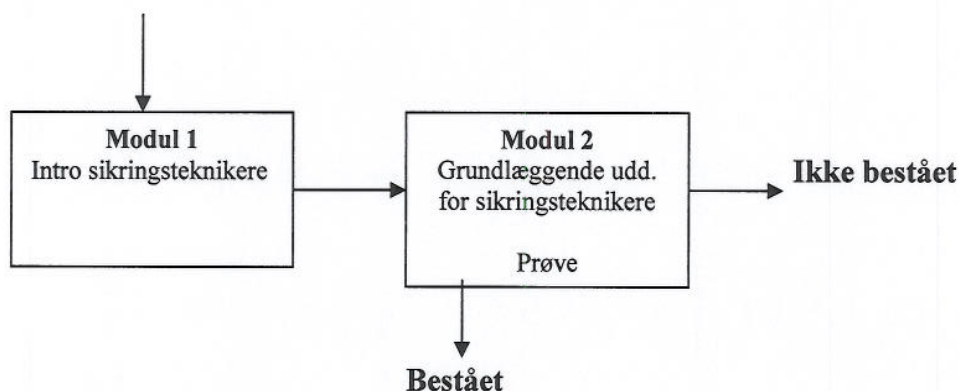 Modul 1
Intro sikringsteknikere
Modul 2
Grundlæggende udd.
for sikringsteknikere
Prøve
Ikke bestået
Bestået